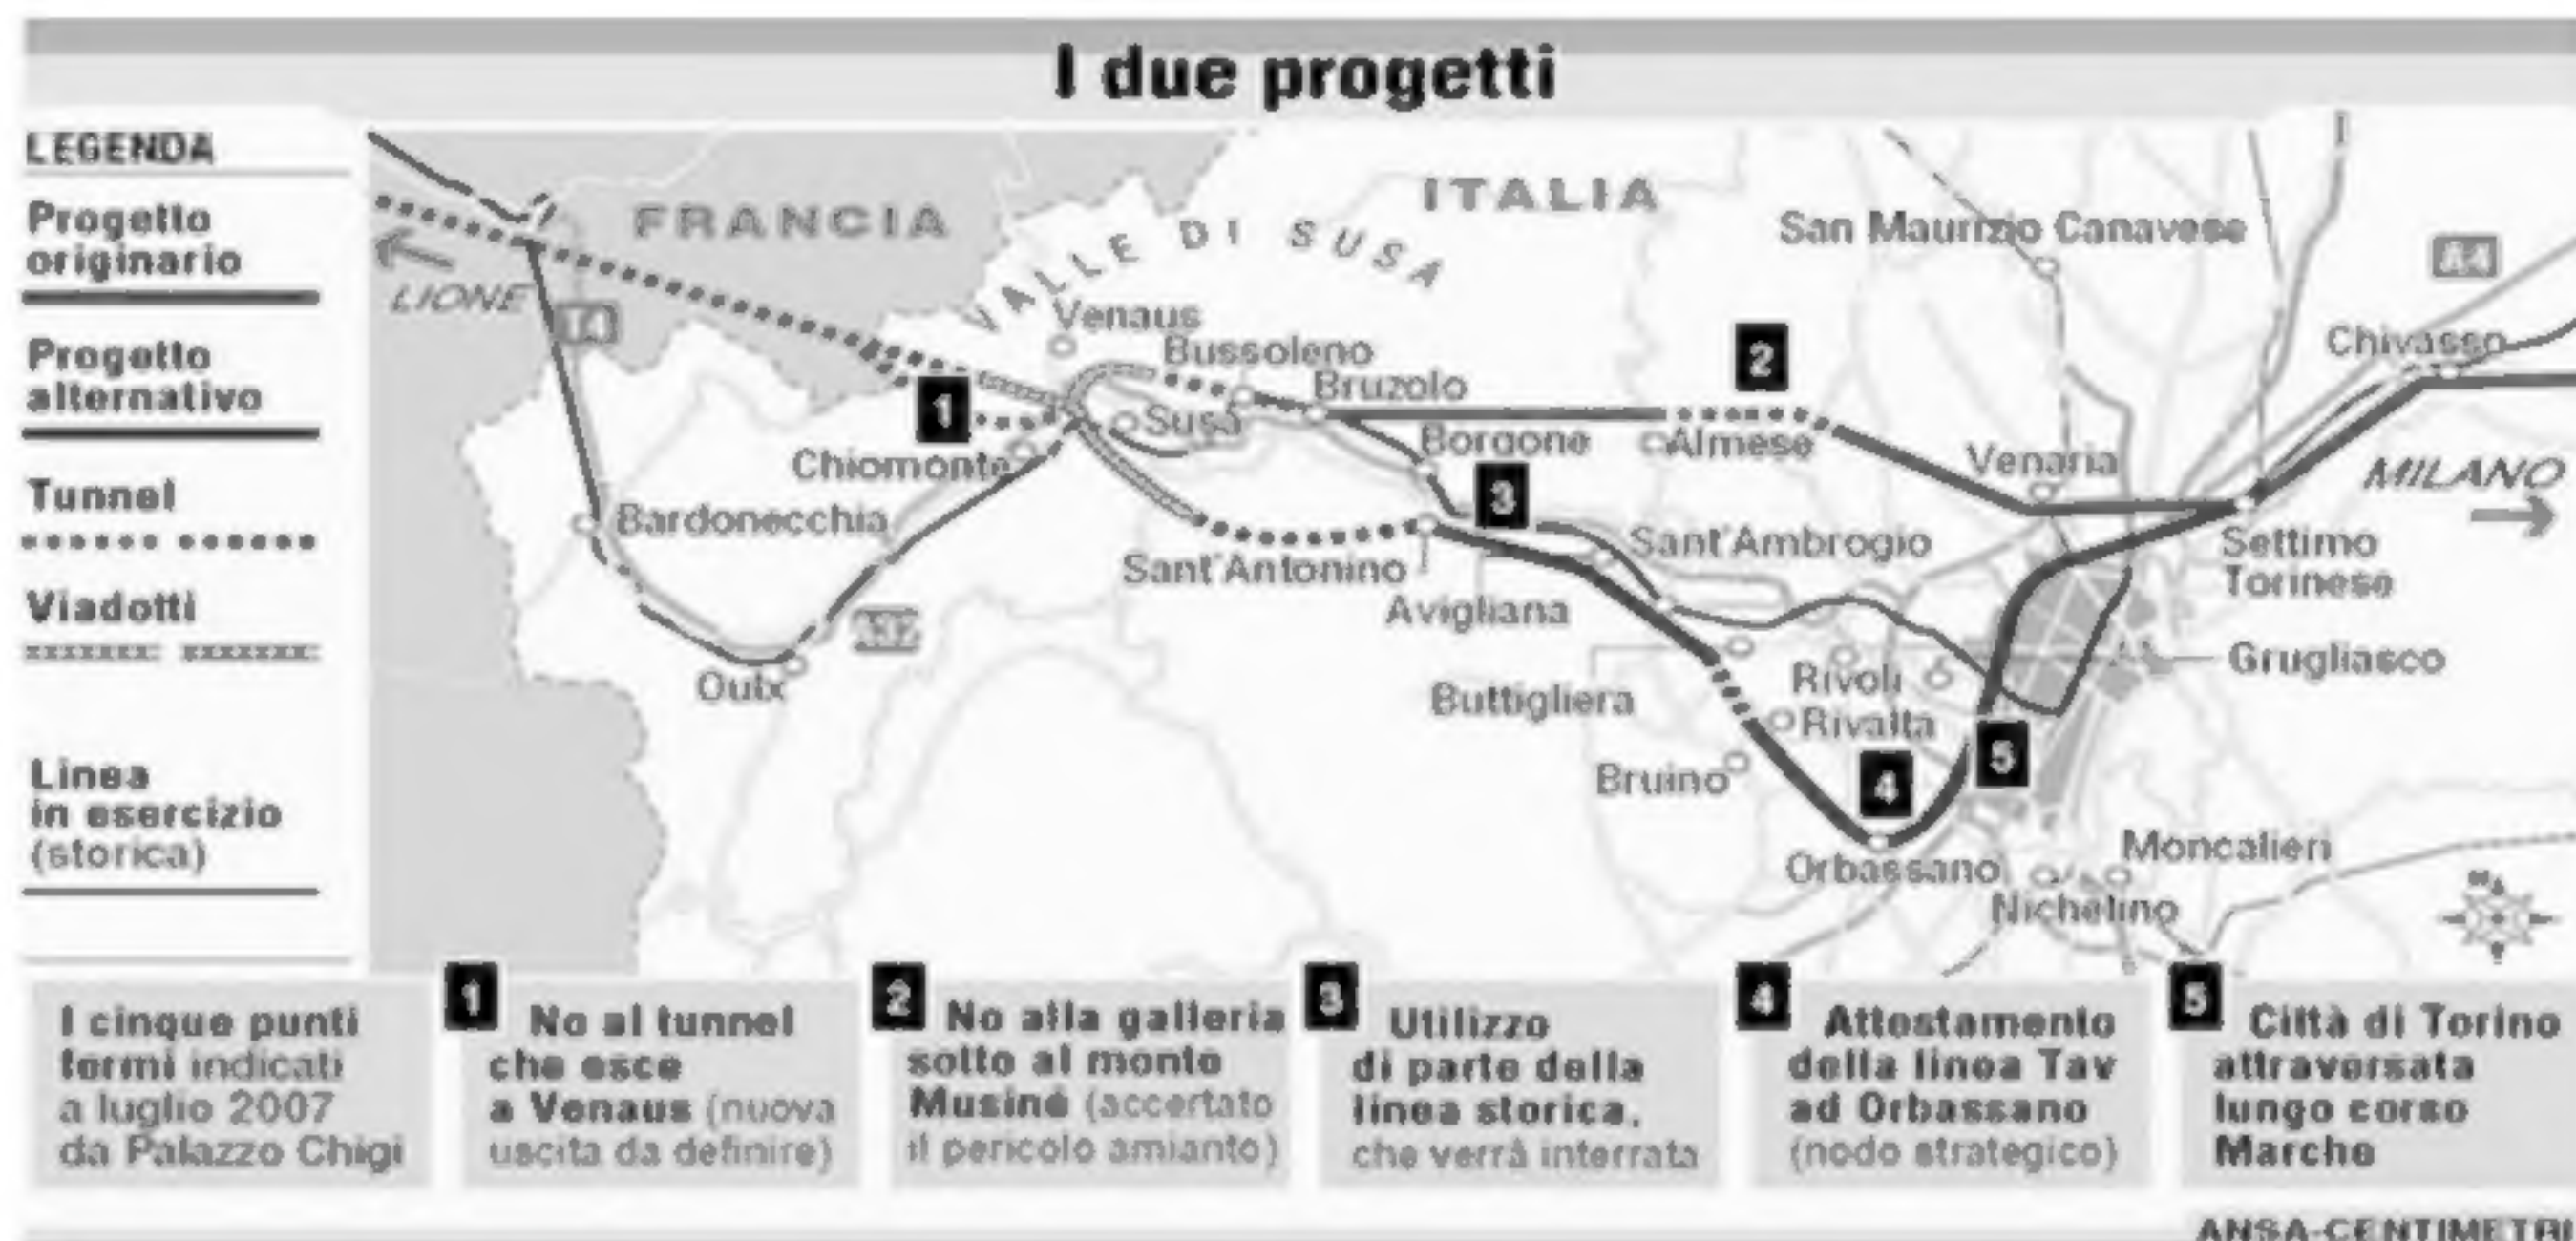 I due progetti
LEGENDA
Progetto
originario
Progetto
alternativo
Tunnel
Viadotti
Linea
in esercizio
(storica)
FRANCIA
ITALIA
VALLE DI SUSA
LIONE
T4
Venaus
Bussoleno
Bruzolo
Susa
Chiomonte
Borgone
Almese
San Maurizio Canavese
A4
Chivasso
Venaria
MILANO
Bardonecchia
Sant'Antonino
Sant'Ambrogio
Settimo
Torinese
Avigliana
A32
Oulx
Buttigliera
Rivoli
Grugliasco
Rivalta
Bruino
Orbassano
Moncalieri
Nichelino
N
1
2
3
4
5
I cinque punti
fermi indicati
a luglio 2007
da Palazzo Chigi
1 No al tunnel
che esce
a Venaus (nuova
uscita da definire)
2 No alla galleria
sotto al monte
Musinè (accertato
il pericolo amianto)
3 Utilizzo
di parte della
linea storica,
che verrà interrata
4 Attestamento
della linea Tav
ad Orbassano
(nodo strategico)
5 Città di Torino
attraversata
lungo corso
Marche
ANSA-CENTIMETRI